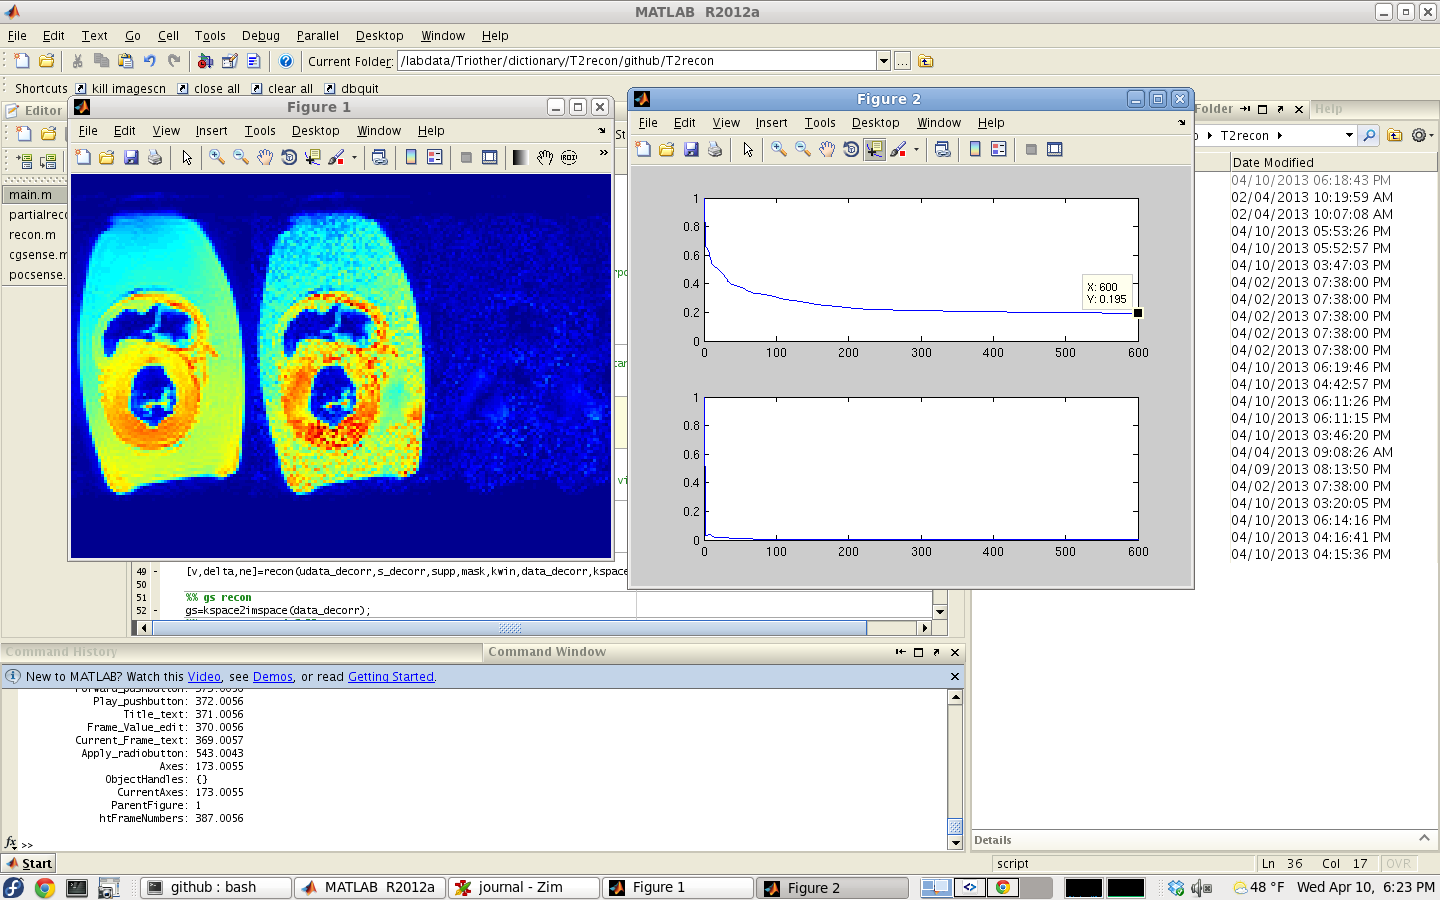 MATLAB R2012a
File Edit Text Go Cell Tools Debug Parallel Desktop Window Help
Current Folder: /labdata/Triother/dictionary/T2recon/github/T2recon
Shortcuts kill imagescn close all clear all dbquit
Editor
Figure 1
File Edit View Insert Tools Desktop Window Help
main.m
recon.m
cgsense.m
pocsense.
Figure 2
File Edit View Insert Tools Desktop Window Help
1
0.8
0.6
0.4
0.2
0
0 100 200 300 400 500 600
X: 600
Y: 0.195
1
0.8
0.6
0.4
0.2
0
0 100 200 300 400 500 600
Folder
Help
T2recon
Date Modified
04/10/2013 06:18:43 PM
02/04/2013 10:19:59 AM
02/04/2013 10:07:08 AM
04/10/2013 05:53:26 PM
04/10/2013 05:52:57 PM
04/10/2013 03:47:03 PM
04/02/2013 07:38:00 PM
04/02/2013 07:38:00 PM
04/02/2013 07:38:00 PM
04/02/2013 07:38:00 PM
04/02/2013 07:38:00 PM
04/10/2013 06:19:46 PM
04/10/2013 04:42:57 PM
04/10/2013 06:11:26 PM
04/10/2013 06:11:15 PM
04/10/2013 03:46:20 PM
04/04/2013 09:08:26 AM
04/09/2013 08:13:50 PM
04/02/2013 07:38:00 PM
04/10/2013 03:20:05 PM
04/10/2013 06:14:16 PM
04/10/2013 04:16:41 PM
04/10/2013 04:15:36 PM
49 - [v,delta,ne]=recon(udata_decorr,s_decorr,supp,mask,kwin,data_decorr,kspace
50
51 %% gs recon
52 - gs=kspace2imspace(data_decorr);
Command History
Command Window
New to MATLAB? Watch this Video, see Demos, or read Getting Started.
Play_pushbutton: 372.0056
Title_text: 371.0056
Frame_Value_edit: 370.0056
Current_Frame_text: 369.0057
Apply_radiobutton: 543.0043
Axes: 173.0055
ObjectHandles: {}
CurrentAxes: 173.0055
ParentFigure: 1
htFrameNumbers: 387.0056
fx >>
Details
Start
script
Ln 36 Col 17 OVR
github : bash
MATLAB R2012a
journal - Zim
Figure 1
Figure 2
48 °F Wed Apr 10, 6:23 PM